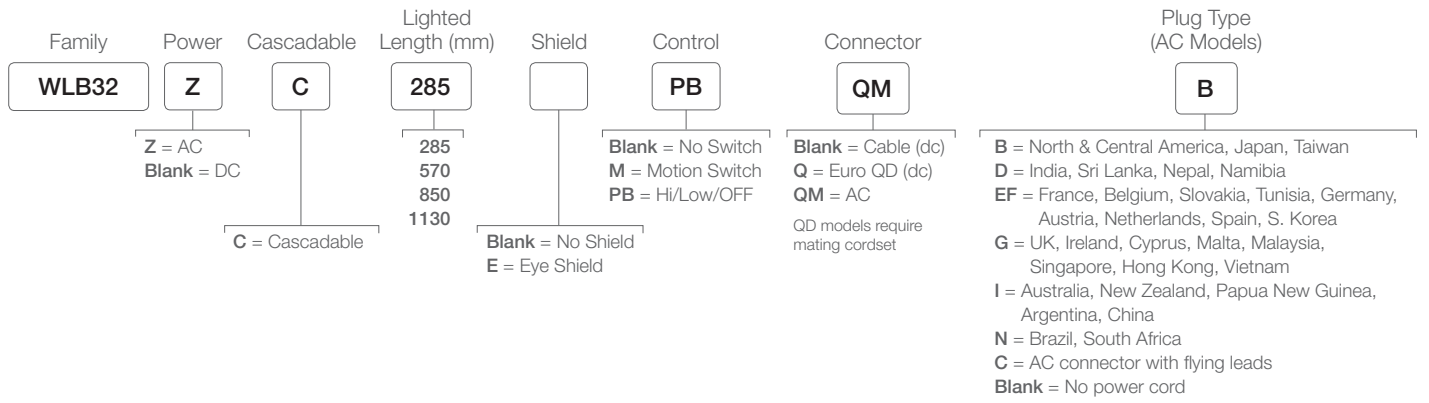 Family
Power
Cascadable
Lighted
Length (mm)
Shield
Control
Connector
Plug Type
(AC Models)
WLB32
Z
C
285
PB
QM
B
Z = AC
Blank = DC
C = Cascadable
285
570
850
1130
Blank = No Shield
E = Eye Shield
Blank = No Switch
M = Motion Switch
PB = Hi/Low/OFF
Blank = Cable (dc)
Q = Euro QD (dc)
QM = AC
QD models require
mating cordset
B = North & Central America, Japan, Taiwan
D = India, Sri Lanka, Nepal, Namibia
EF = France, Belgium, Slovakia, Tunisia, Germany,
Austria, Netherlands, Spain, S. Korea
G = UK, Ireland, Cyprus, Malta, Malaysia,
Singapore, Hong Kong, Vietnam
I = Australia, New Zealand, Papua New Guinea,
Argentina, China
N = Brazil, South Africa
C = AC connector with flying leads
Blank = No power cord